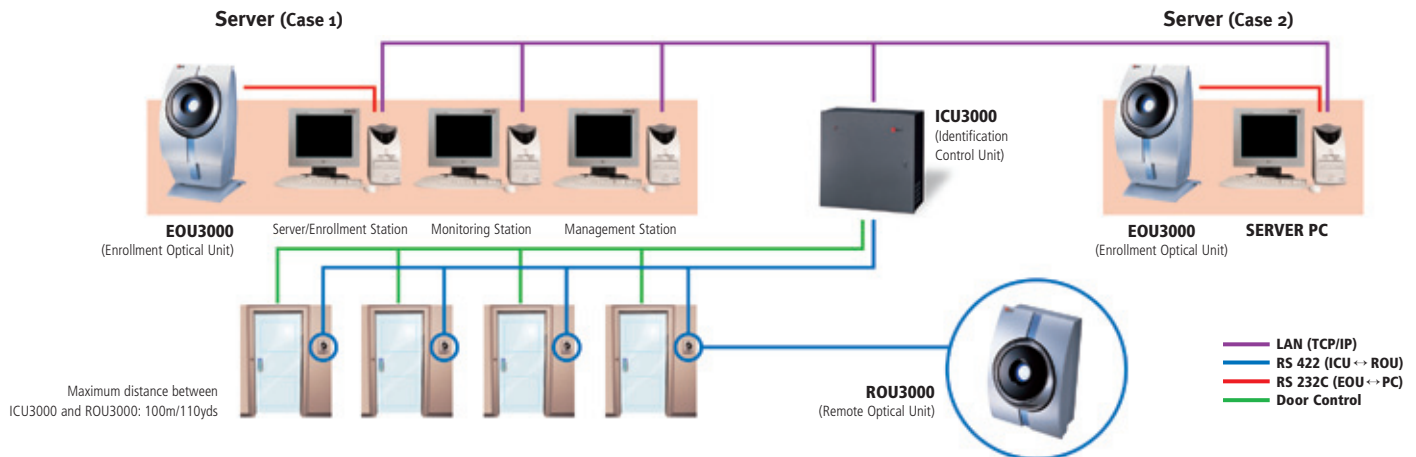 Server (Case 1)
Server (Case 2)
ICU3000
(Identification
Control Unit)
EOU3000
(Enrollment Optical Unit)
Server/Enrollment Station
Monitoring Station
Management Station
EOU3000
(Enrollment Optical Unit)
SERVER PC
Maximum distance between
ICU3000 and ROU3000: 100m/110yds
ROU3000
(Remote Optical Unit)
LAN (TCP/IP)
RS 422 (ICU ↔ ROU)
RS 232C (EOU ↔ PC)
Door Control